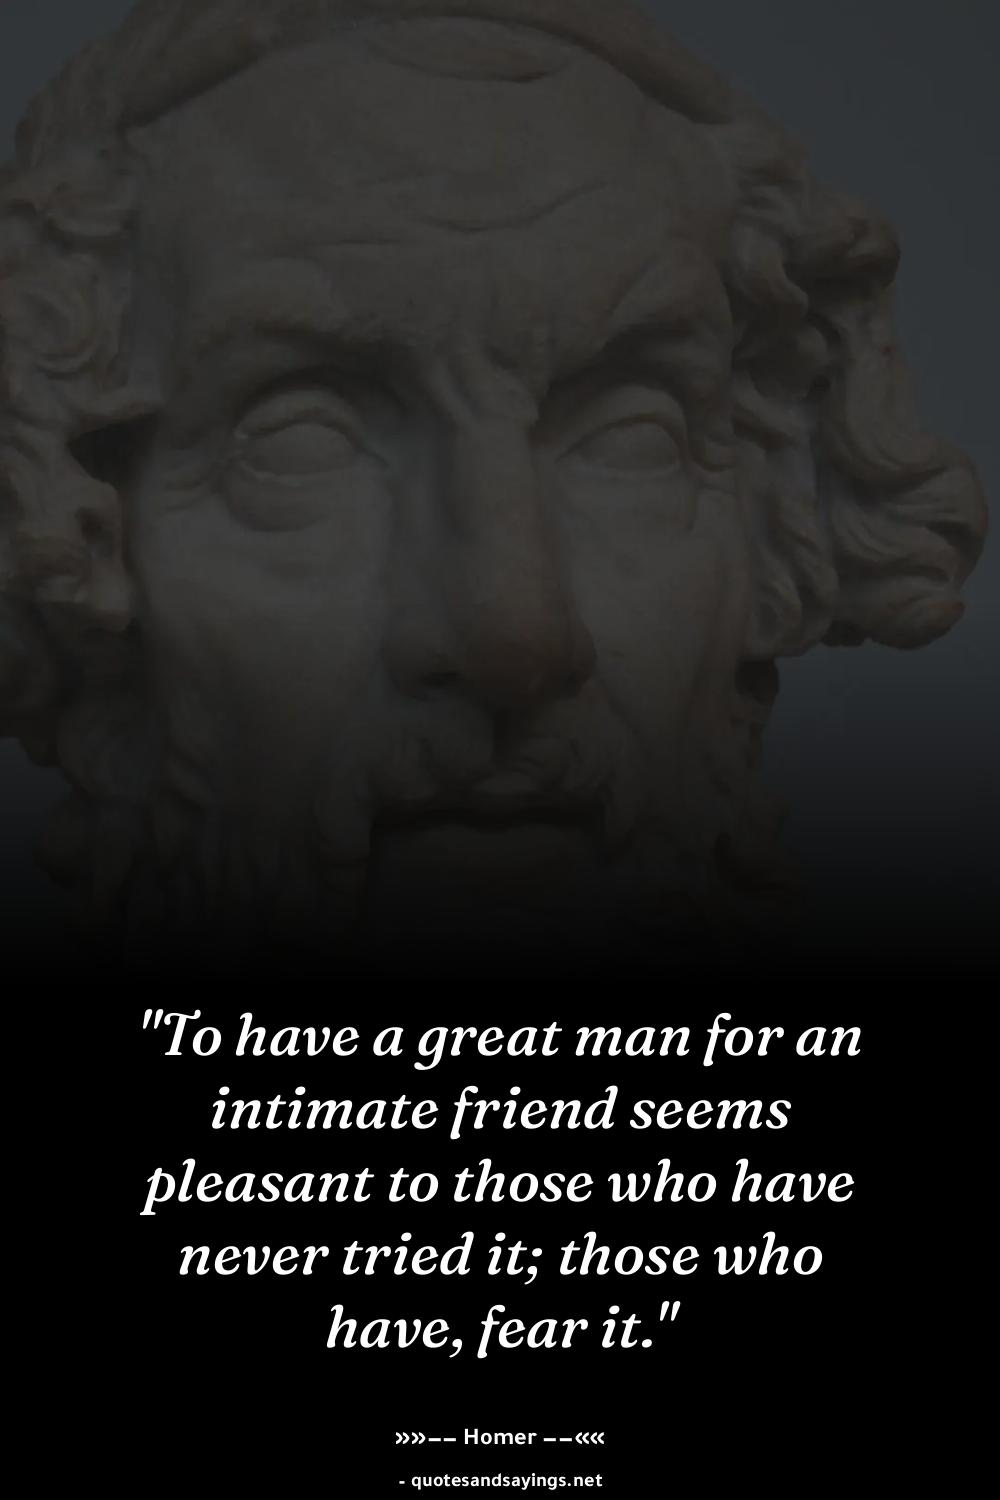 "To have a great man for an
intimate friend seems
pleasant to those who have
never tried it; those who
have, fear it."
»»−− Homer −−««
- quotesandsayings.net